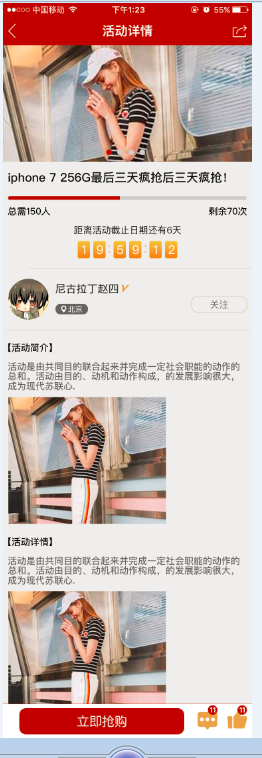 中国移动 下午1:23 55%
活动详情
iphone 7 256G最后三天疯抢后三天疯抢！
总需150人 剩余70次
距离活动截止日期还有6天
19:59:12
尼古拉丁赵四 V
北京
关注
【活动简介】
活动是由共同目的联合起来并完成一定社会职能的动作的
总和。活动由目的、动机和动作构成，的发展影响很大，
成为现代苏联心.
【活动详情】
活动是由共同目的联合起来并完成一定社会职能的动作的
总和。活动由目的、动机和动作构成，的发展影响很大，
成为现代苏联心.
立即抢购 11 11